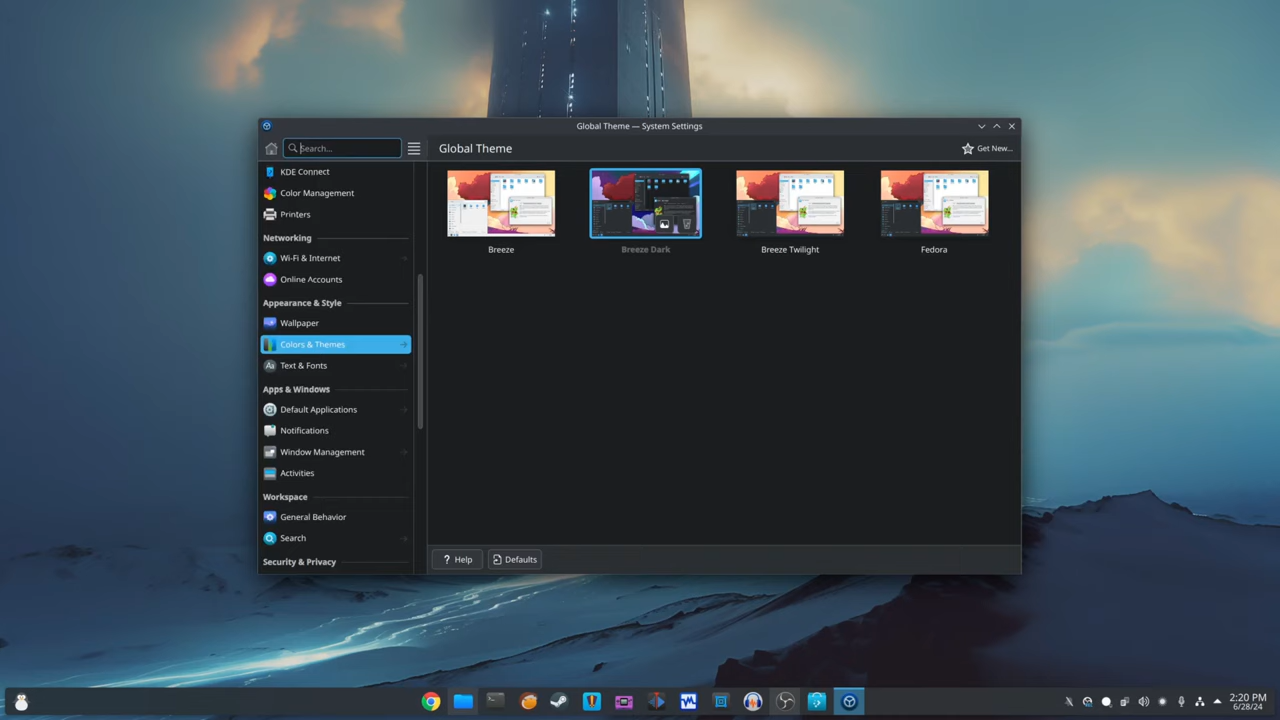 Global Theme — System Settings
Search...
Global Theme
Get New...
KDE Connect
Color Management
Printers
Networking
Wi-Fi & Internet
Online Accounts
Appearance & Style
Wallpaper
Colors & Themes
Text & Fonts
Apps & Windows
Default Applications
Notifications
Window Management
Activities
Workspace
General Behavior
Search
Security & Privacy
Breeze
Breeze Dark
Breeze Twilight
Fedora
? Help
Defaults
2:20 PM
6/28/24